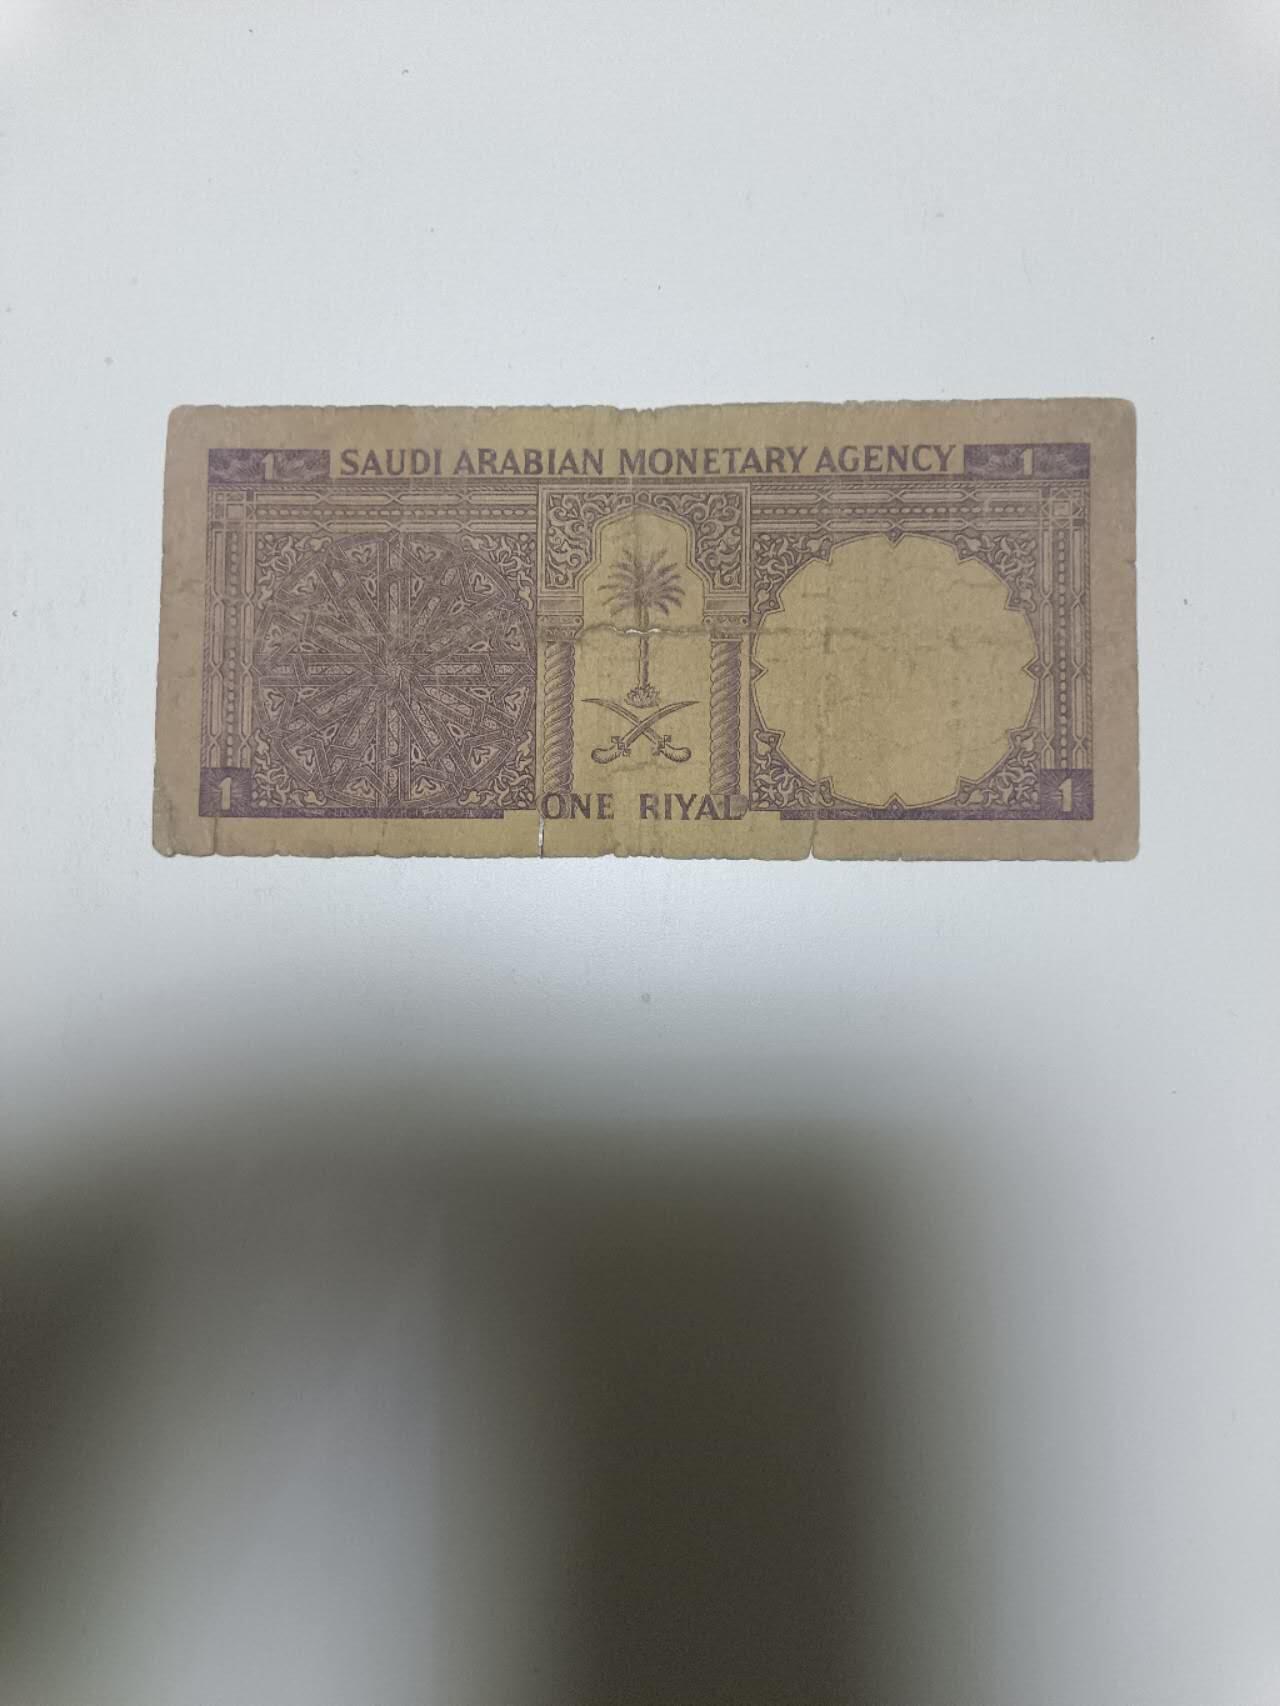 1 SAUDI ARABIAN MONETARY AGENCY 1
1 ONE RIYAL 1